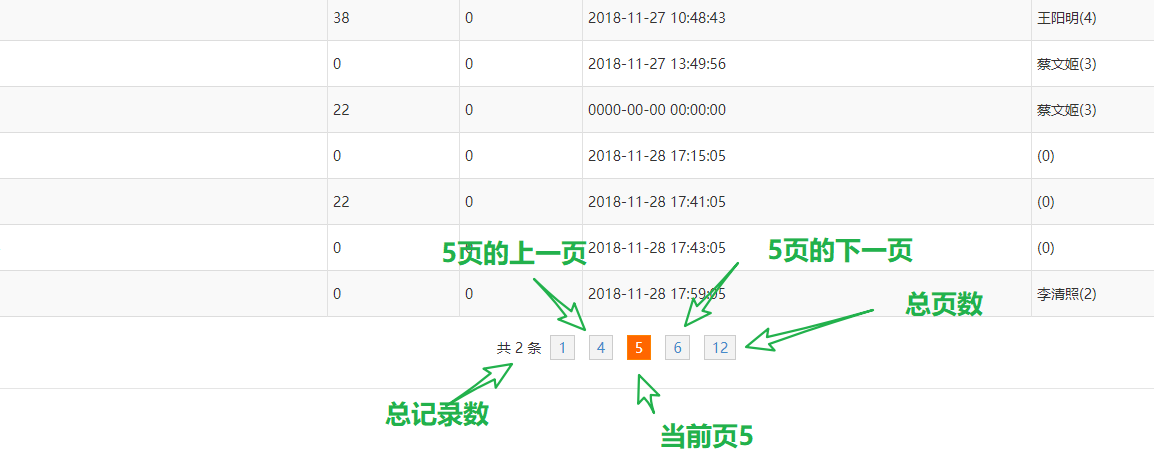 38 0 2018-11-27 10:48:43 王阳明(4)
0 0 2018-11-27 13:49:56 蔡文姬(3)
22 0 0000-00-00 00:00:00 蔡文姬(3)
0 0 2018-11-28 17:15:05 (0)
22 0 2018-11-28 17:41:05 (0)
0 0 2018-11-28 17:43:05 (0)
5页的上一页 5页的下一页
0 0 2018-11-28 17:59:05 李清照(2)
总页数
共 2 条 1 4 5 6 12
总记录数
当前页5